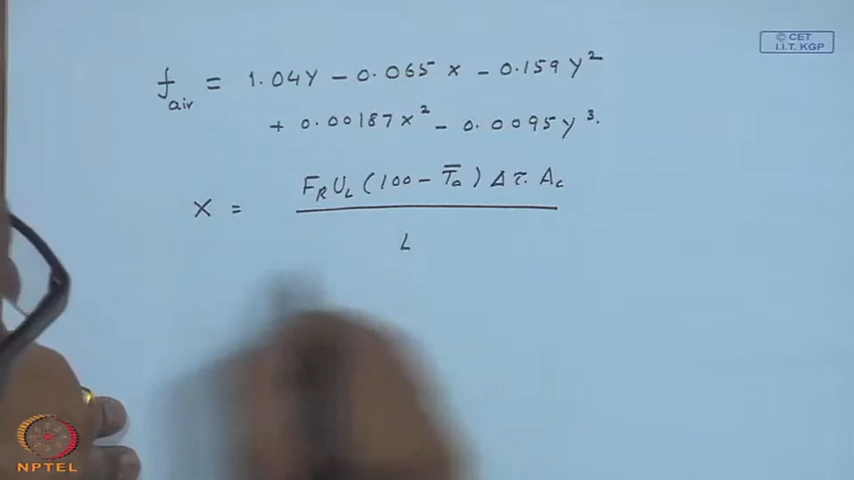 © CET
I.I.T. KGP
f_air = 1.04Y - 0.065 X - 0.159 Y²
+ 0.00187 X² - 0.0095 Y³.
X = F_R U_L (100 - T̅_a) Δτ. A_c
L
NPTEL